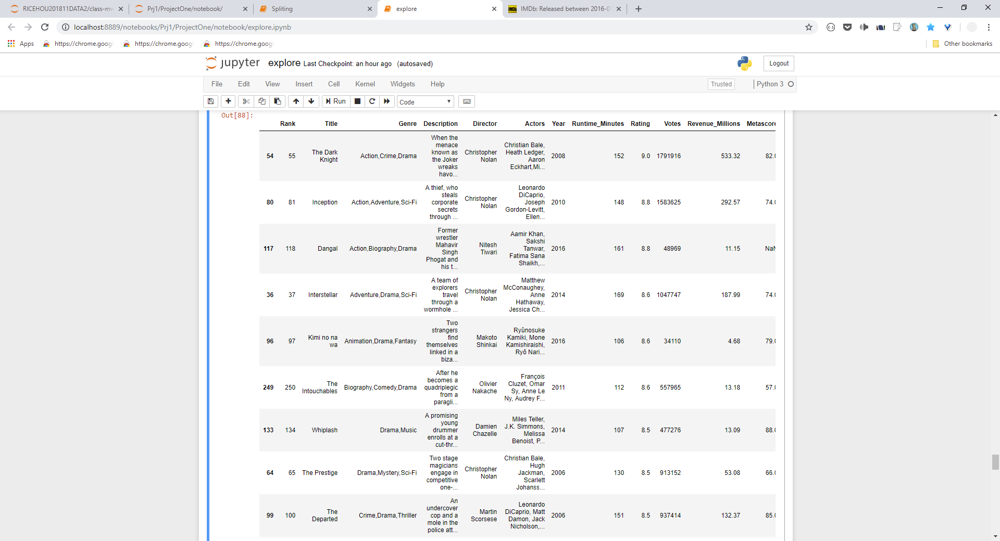 RICEHOU201811DATA2/class-mw
Prj1/ProjectOne/notebook/
Spliting
explore
IMDb: Released between 2016-0
localhost:8889/notebooks/Prj1/ProjectOne/notebook/explore.ipynb
Apps
https://chrome.googl
https://chrome.googl
https://chrome.googl
Other bookmarks
jupyter explore Last Checkpoint: an hour ago (autosaved)
Logout
File Edit View Insert Cell Kernel Widgets Help
Trusted
Python 3
Run
Code
Out[88]:
Rank Title Genre Description Director Actors Year Runtime_Minutes Rating Votes Revenue_Millions Metascore
54 55 The Dark Knight Action,Crime,Drama When the menace known as the Joker wreaks havo... Christopher Nolan Christian Bale, Heath Ledger, Aaron Eckhart,Mi... 2008 152 9.0 1791916 533.32 82.0
80 81 Inception Action,Adventure,Sci-Fi A thief, who steals corporate secrets through ... Christopher Nolan Leonardo DiCaprio, Joseph Gordon-Levitt, Ellen... 2010 148 8.8 1583625 292.57 74.0
117 118 Dangal Action,Biography,Drama Former wrestler Mahavir Singh Phogat and his t... Nitesh Tiwari Aamir Khan, Sakshi Tanwar, Fatima Sana Shaikh,... 2016 161 8.8 48969 11.15 NaN
36 37 Interstellar Adventure,Drama,Sci-Fi A team of explorers travel through a wormhole ... Christopher Nolan Matthew McConaughey, Anne Hathaway, Jessica Ch... 2014 169 8.6 1047747 187.99 74.0
96 97 Kimi no na wa Animation,Drama,Fantasy Two strangers find themselves linked in a biza... Makoto Shinkai Ryûnosuke Kamiki, Mone Kamishiraishi, Ryô Nari... 2016 106 8.6 34110 4.68 79.0
249 250 The Intouchables Biography,Comedy,Drama After he becomes a quadriplegic from a paragli... Olivier Nakache François Cluzet, Omar Sy, Anne Le Ny, Audrey F... 2011 112 8.6 557965 13.18 57.0
133 134 Whiplash Drama,Music A promising young drummer enrolls at a cut-thr... Damien Chazelle Miles Teller, J.K. Simmons, Melissa Benoist, P... 2014 107 8.5 477276 13.09 88.0
64 65 The Prestige Drama,Mystery,Sci-Fi Two stage magicians engage in competitive one-... Christopher Nolan Christian Bale, Hugh Jackman, Scarlett Johanss... 2006 130 8.5 913152 53.08 66.0
99 100 The Departed Crime,Drama,Thriller An undercover cop and a mole in the police att... Martin Scorsese Leonardo DiCaprio, Matt Damon, Jack Nicholson,... 2006 151 8.5 937414 132.37 85.0